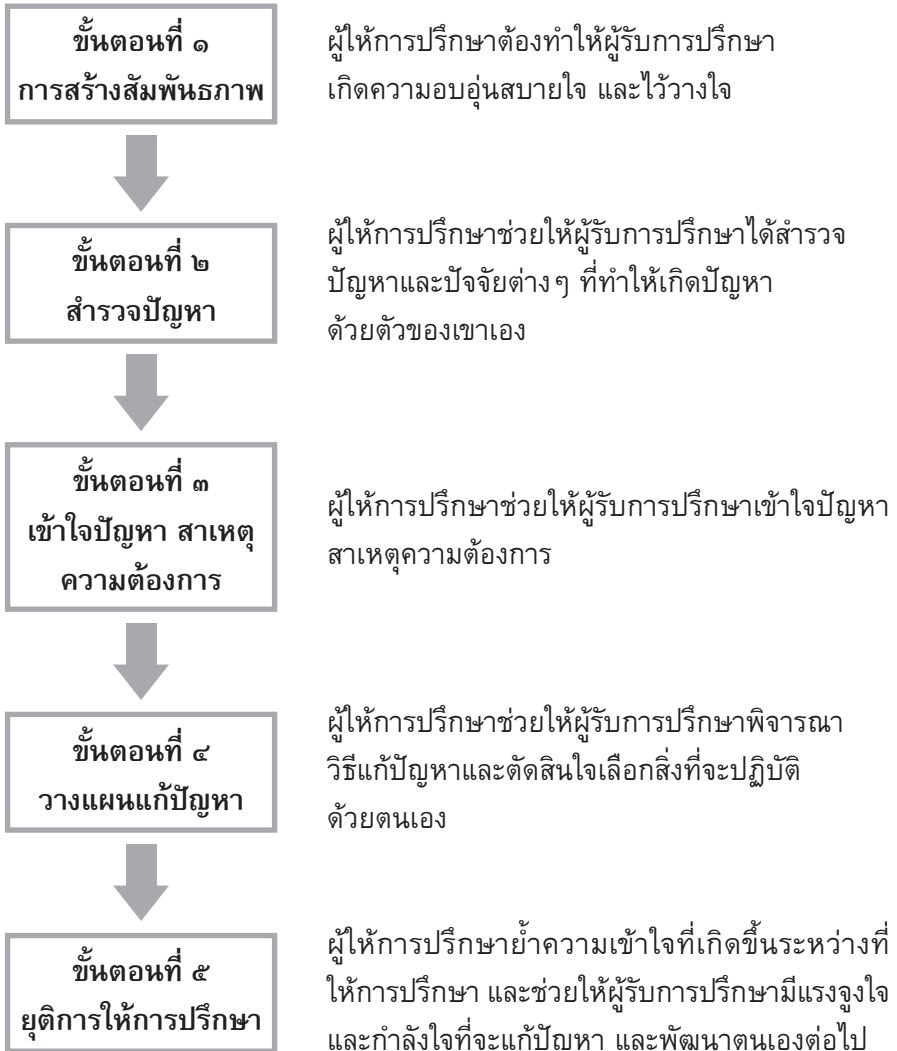 ขั้นตอนที่ ๑
การสร้างสัมพันธภาพ
ผู้ให้การปรึกษาต้องทำให้ผู้รับการปรึกษา
เกิดความอบอุ่นสบายใจ และไว้วางใจ
ขั้นตอนที่ ๒
สำรวจปัญหา
ผู้ให้การปรึกษาช่วยให้ผู้รับการปรึกษาได้สำรวจ
ปัญหาและปัจจัยต่างๆ ที่ทำให้เกิดปัญหา
ด้วยตัวของเขาเอง
ขั้นตอนที่ ๓
เข้าใจปัญหา สาเหตุ
ความต้องการ
ผู้ให้การปรึกษาช่วยให้ผู้รับการปรึกษาเข้าใจปัญหา
สาเหตุความต้องการ
ขั้นตอนที่ ๔
วางแผนแก้ปัญหา
ผู้ให้การปรึกษาช่วยให้ผู้รับการปรึกษาพิจารณา
วิธีแก้ปัญหาและตัดสินใจเลือกสิ่งที่จะปฏิบัติ
ด้วยตนเอง
ขั้นตอนที่ ๕
ยุติการให้การปรึกษา
ผู้ให้การปรึกษาย้ำความเข้าใจที่เกิดขึ้นระหว่างที่
ให้การปรึกษา และช่วยให้ผู้รับการปรึกษามีแรงจูงใจ
และกำลังใจที่จะแก้ปัญหา และพัฒนาตนเองต่อไป